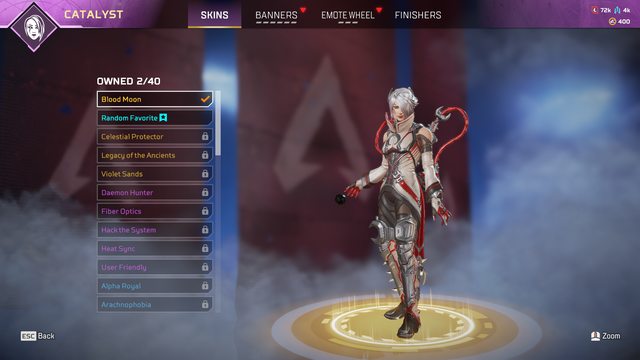 CATALYST
SKINS
BANNERS
EMOTE WHEEL
FINISHERS
72k
4k
400
OWNED 2/40
Blood Moon
Random Favorite
Celestial Protector
Legacy of the Ancients
Violet Sands
Daemon Hunter
Fiber Optics
Hack the System
Heat Sync
User Friendly
Alpha Royal
Arachnophobia
ESC Back
Zoom